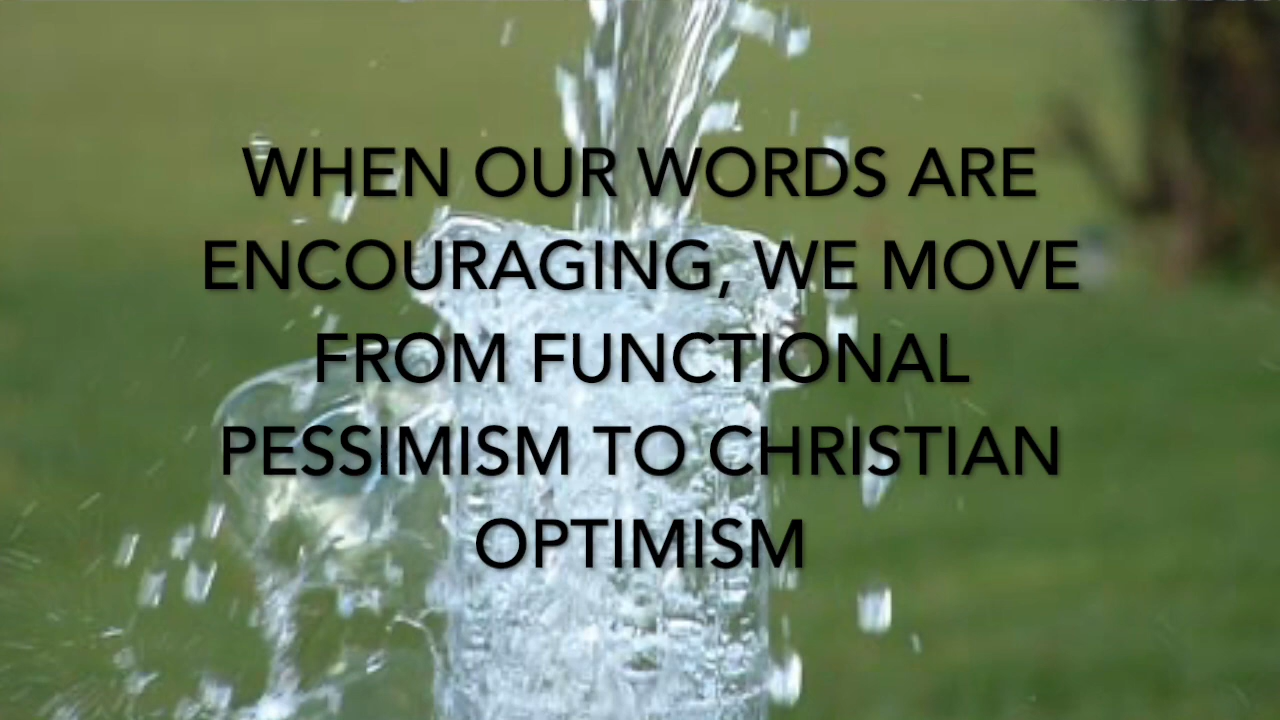 WHEN OUR WORDS ARE
ENCOURAGING, WE MOVE
FROM FUNCTIONAL
PESSIMISM TO CHRISTIAN
OPTIMISM